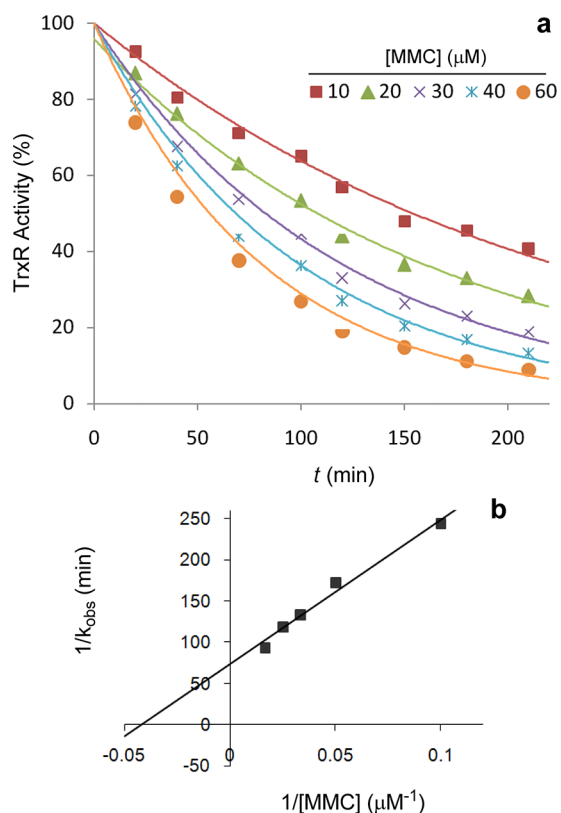 a
[MMC] (μM)
10 20 30 40 60
100
80
60
40
20
0
TrxR Activity (%)
0 50 100 150 200
t (min)
b
250
200
150
100
50
0
-50
1/kobs (min)
-0.05 0 0.05 0.1
1/[MMC] (μM-1)